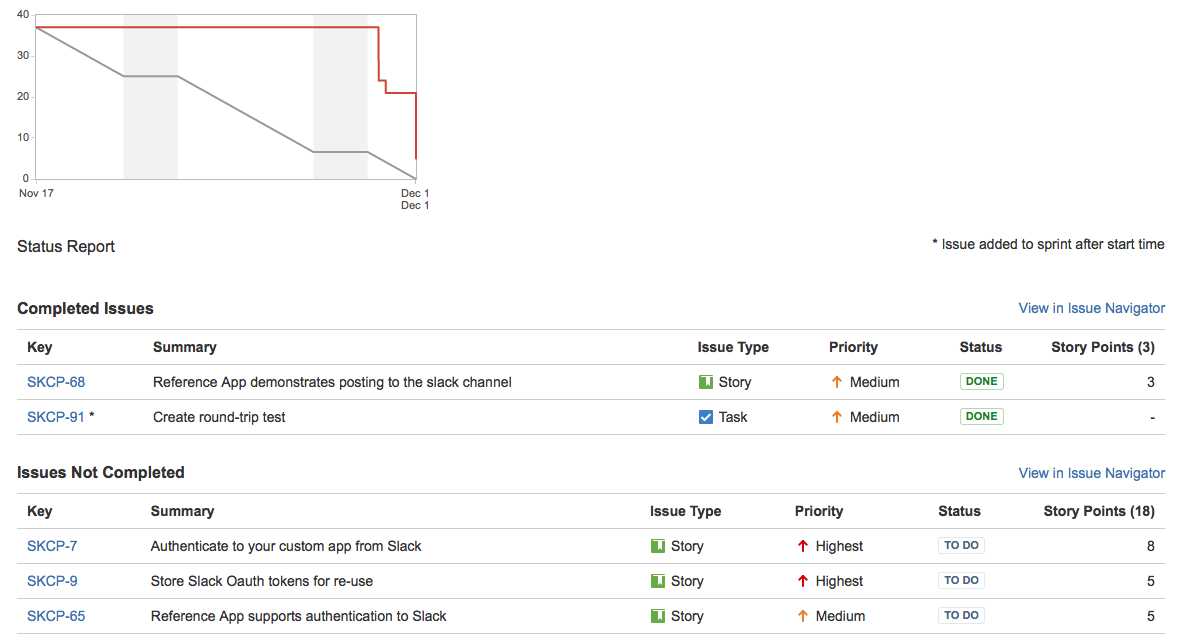 40
30
20
10
0
Nov 17 Dec 1
Dec 1
Status Report * Issue added to sprint after start time
Completed Issues View in Issue Navigator
Key Summary Issue Type Priority Status Story Points (3)
SKCP-68 Reference App demonstrates posting to the slack channel Story Medium DONE 3
SKCP-91 * Create round-trip test Task Medium DONE -
Issues Not Completed View in Issue Navigator
Key Summary Issue Type Priority Status Story Points (18)
SKCP-7 Authenticate to your custom app from Slack Story Highest TO DO 8
SKCP-9 Store Slack Oauth tokens for re-use Story Highest TO DO 5
SKCP-65 Reference App supports authentication to Slack Story Medium TO DO 5